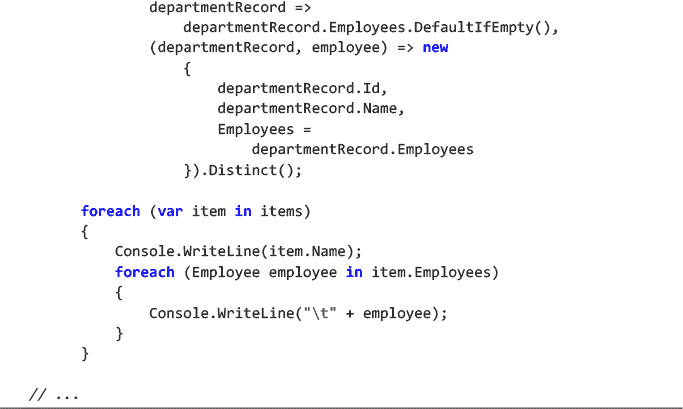 departmentRecord =>
departmentRecord.Employees.DefaultIfEmpty(),
(departmentRecord, employee) => new
{
departmentRecord.Id,
departmentRecord.Name,
Employees =
departmentRecord.Employees
}).Distinct();
foreach (var item in items)
{
Console.WriteLine(item.Name);
foreach (Employee employee in item.Employees)
{
Console.WriteLine("\t" + employee);
}
}
// ...